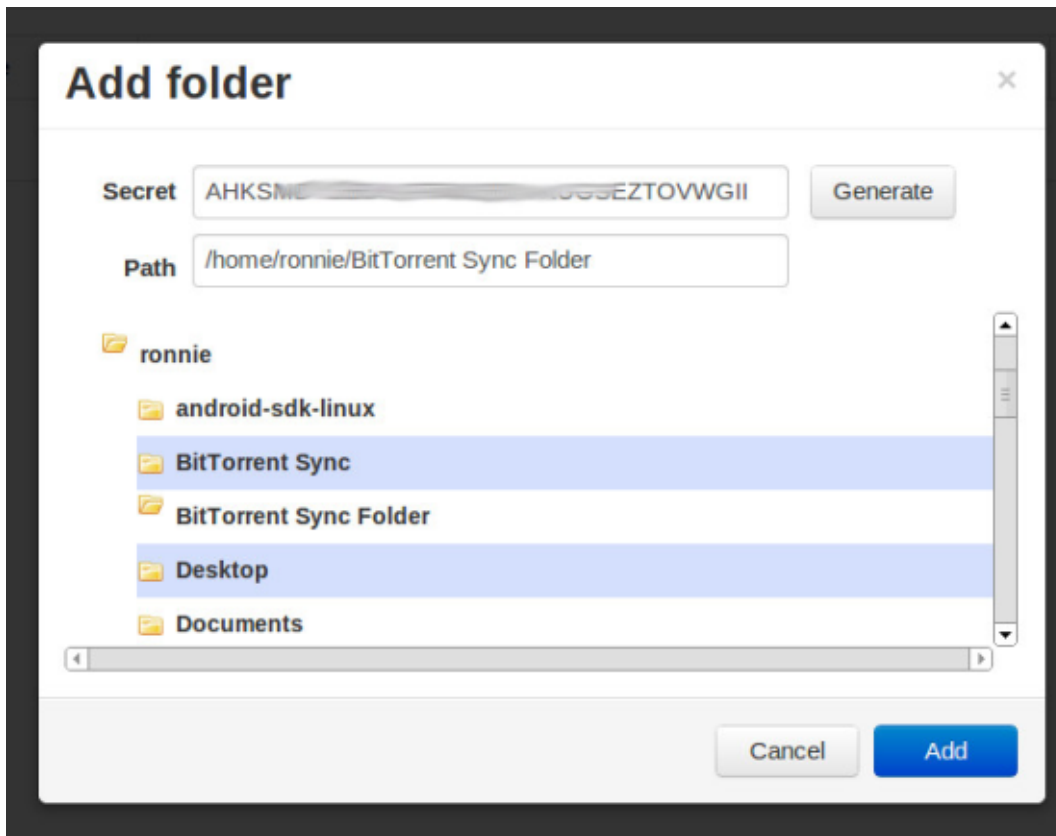 Add folder ×
Secret AHKSM EZTOVWGII Generate
Path /home/ronnie/BitTorrent Sync Folder
ronnie
android-sdk-linux
BitTorrent Sync
BitTorrent Sync Folder
Desktop
Documents
Cancel Add